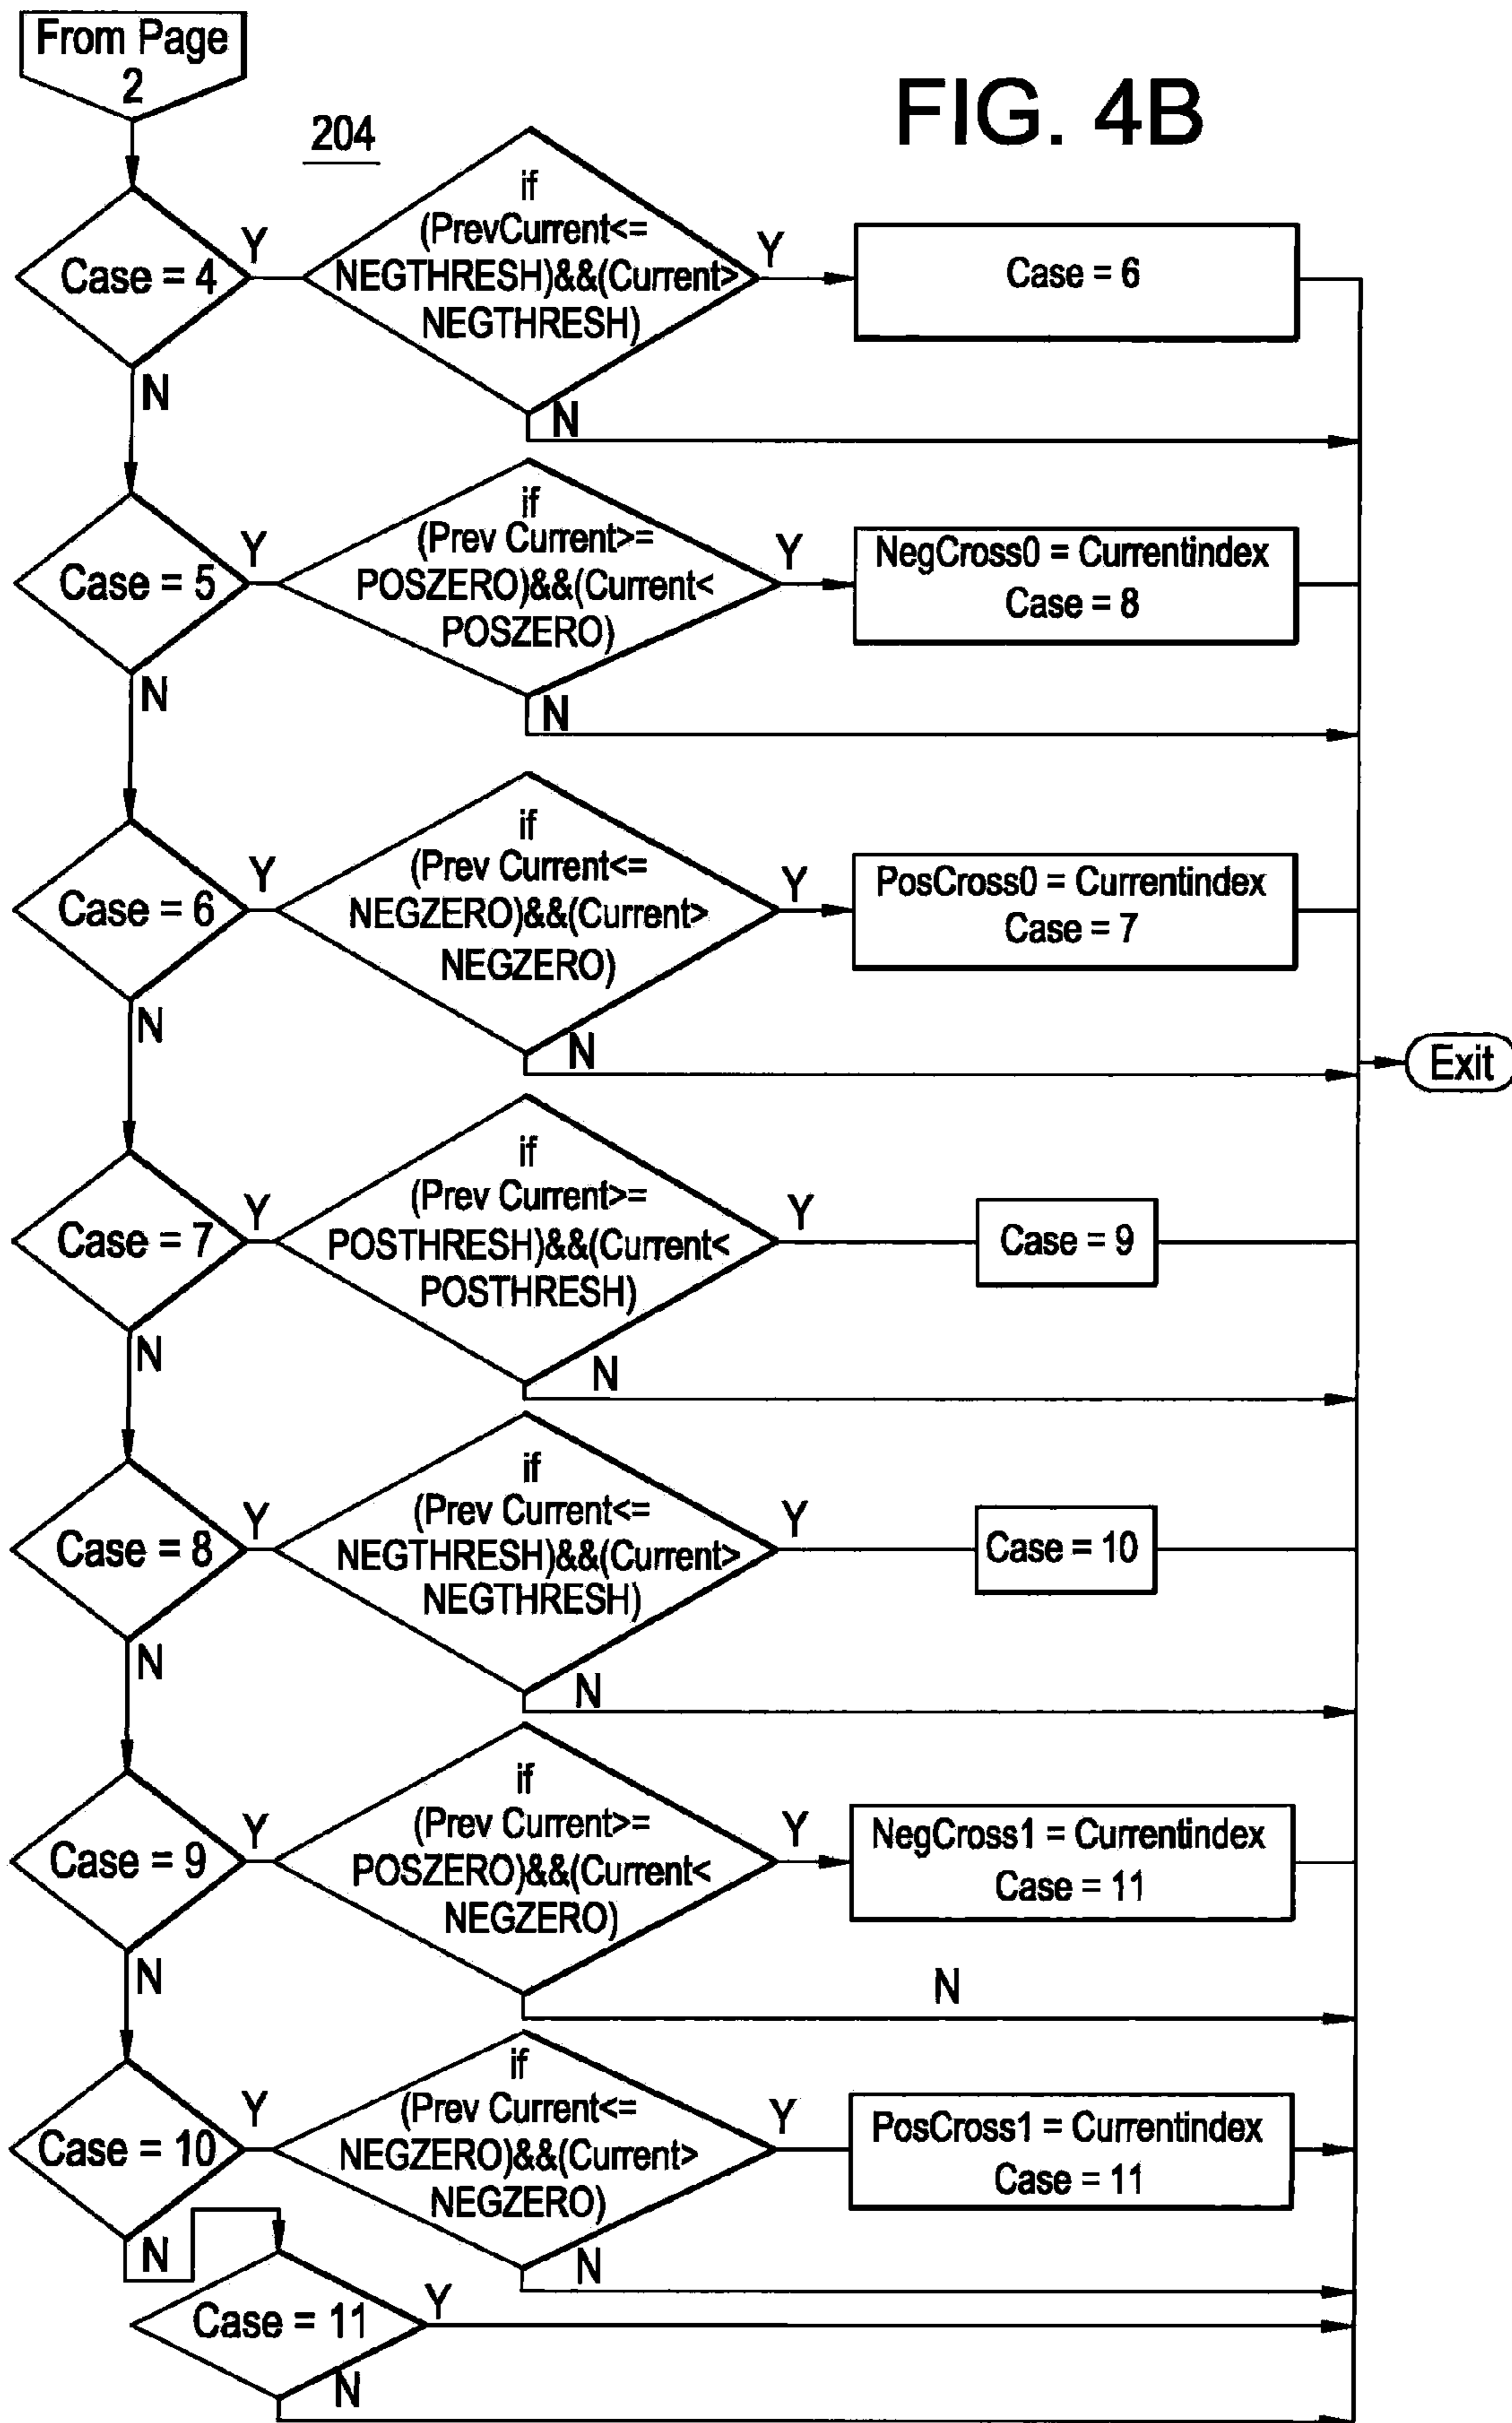 From Page
2
204
FIG. 4B
Case = 4
Y
if
(PrevCurrent<=
NEGTHRESH)&&(Current>
NEGTHRESH)
Y
Case = 6
N
N
Case = 5
Y
if
(Prev Current>=
POSZERO)&&(Current<
POSZERO)
Y
NegCross0 = Currentindex
Case = 8
N
N
Case = 6
Y
if
(Prev Current<=
NEGZERO)&&(Current>
NEGZERO)
Y
PosCross0 = Currentindex
Case = 7
N
N
Exit
Case = 7
Y
if
(Prev Current>=
POSTHRESH)&&(Current<
POSTHRESH)
Y
Case = 9
N
N
Case = 8
Y
if
(Prev Current<=
NEGTHRESH)&&(Current>
NEGTHRESH)
Y
Case = 10
N
N
Case = 9
Y
if
(Prev Current>=
POSZERO)&&(Current<
NEGZERO)
Y
NegCross1 = Currentindex
Case = 11
N
N
Case = 10
Y
if
(Prev Current<=
NEGZERO)&&(Current>
NEGZERO)
Y
PosCross1 = Currentindex
Case = 11
N
N
Case = 11
Y
N